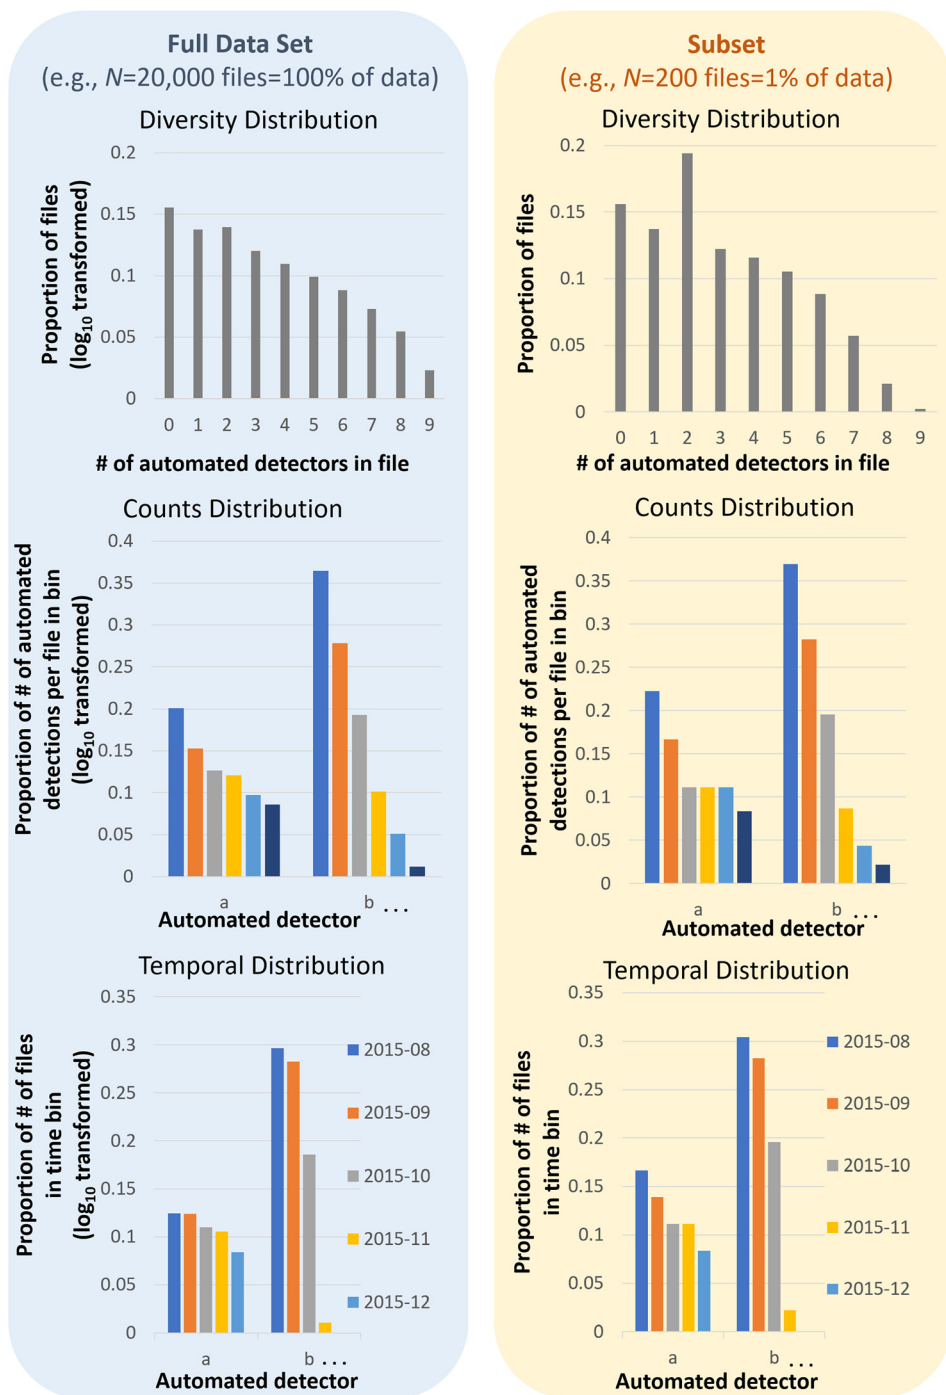 Full Data Set
(e.g., N=20,000 files=100% of data)
Diversity Distribution
Proportion of files
(log10 transformed)
0.2
0.15
0.1
0.05
0
0 1 2 3 4 5 6 7 8 9
# of automated detectors in file
Counts Distribution
Proportion of # of automated
detections per file in bin
(log10 transformed)
0.4
0.35
0.3
0.25
0.2
0.15
0.1
0.05
0
a b ...
Automated detector
Temporal Distribution
Proportion of # of files
in time bin
(log10 transformed)
0.35
0.3
0.25
0.2
0.15
0.1
0.05
0
2015-08
2015-09
2015-10
2015-11
2015-12
a b ...
Automated detector
Subset
(e.g., N=200 files=1% of data)
Diversity Distribution
Proportion of files
0.2
0.15
0.1
0.05
0
0 1 2 3 4 5 6 7 8 9
# of automated detectors in file
Counts Distribution
Proportion of # of automated
detections per file in bin
0.4
0.35
0.3
0.25
0.2
0.15
0.1
0.05
0
a b ...
Automated detector
Temporal Distribution
Proportion of # of files
in time bin
0.35
0.3
0.25
0.2
0.15
0.1
0.05
0
2015-08
2015-09
2015-10
2015-11
2015-12
a b ...
Automated detector